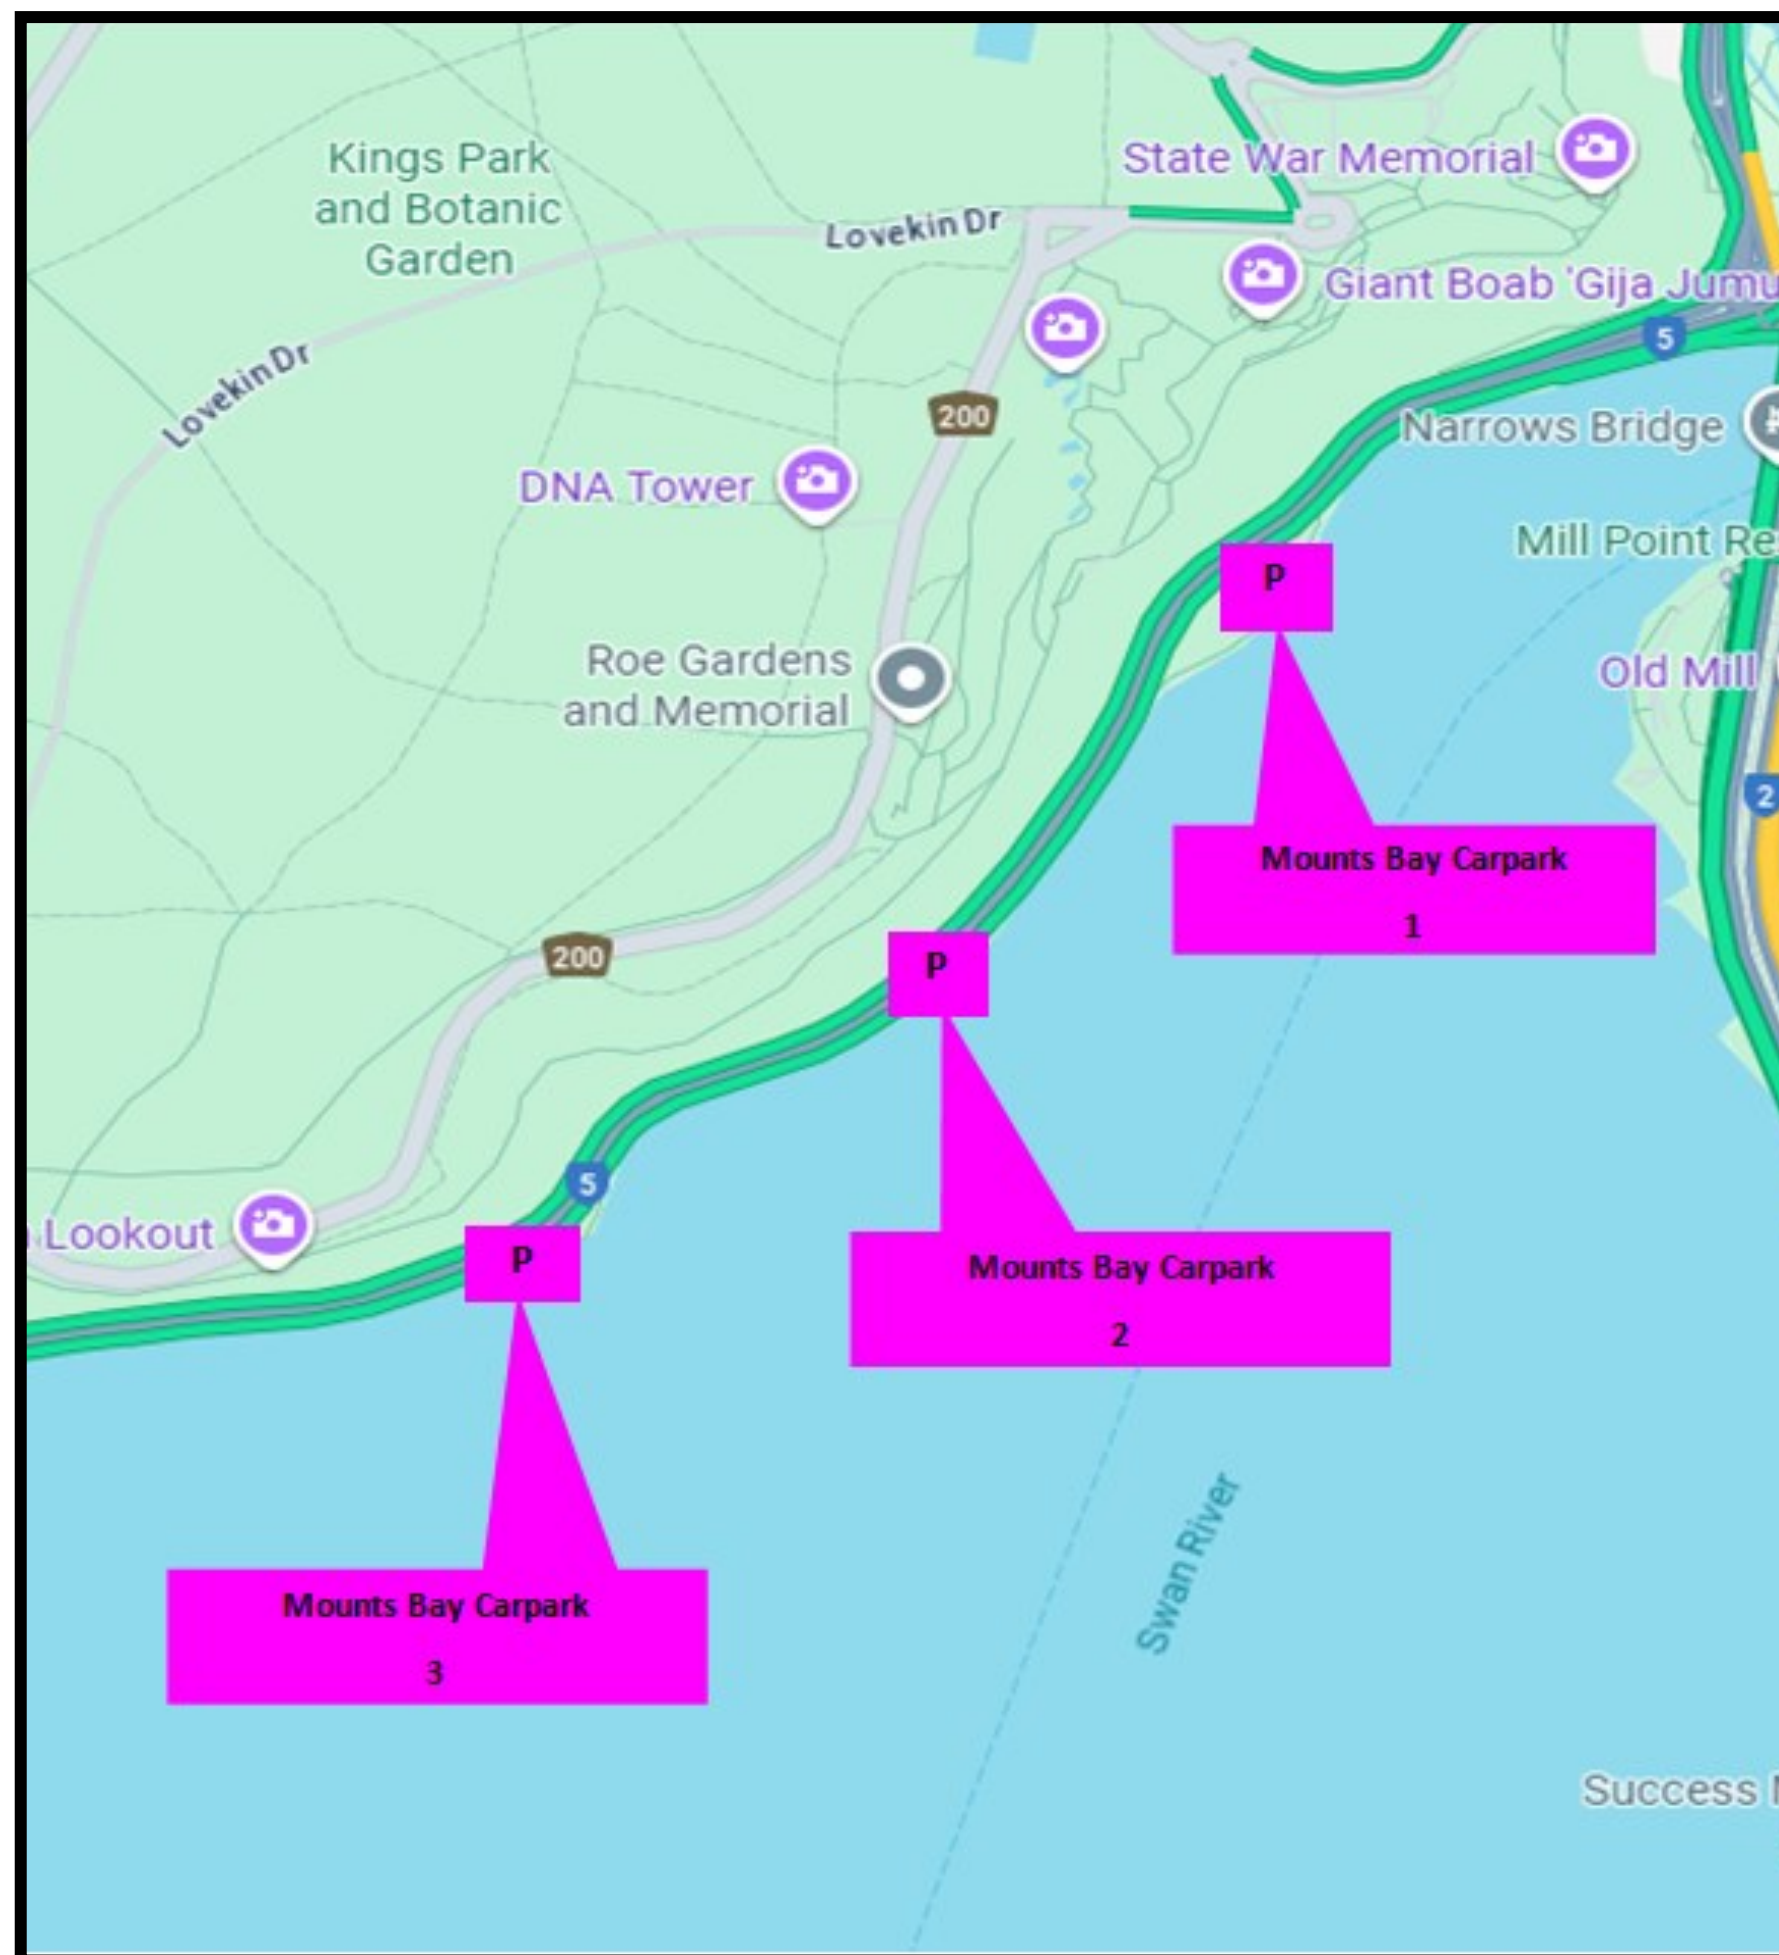 Kings Park
and Botanic
Garden
State War Memorial
Lovekin Dr
Giant Boab 'Gija Jumu
5
Lovekin Dr
200
Narrows Bridge
DNA Tower
Mill Point Re
P
Roe Gardens
and Memorial
Old Mill
2
Mounts Bay Carpark
1
200
P
5
Lookout
P
Mounts Bay Carpark
2
Swan River
Mounts Bay Carpark
3
Success